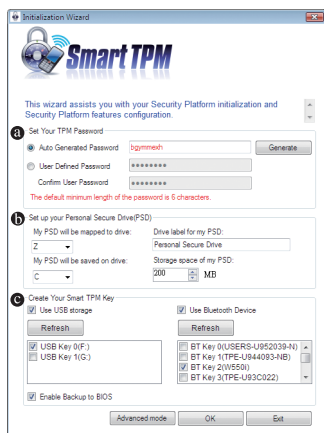 Initialization Wizard
Smart TPM
This wizard assists you with your Security Platform initialization and
Security Platform features configuration.
a Set Your TPM Password
Auto Generated Password bgymmexh Generate
User Defined Password ••••••••
Confirm User Password ••••••••
The default minimum length of the password is 6 characters.
b Set up your Personal Secure Drive(PSD)
My PSD will be mapped to drive: Drive label for my PSD:
Z Personal Secure Drive
My PSD will be saved on drive: Storage space of my PSD:
C 200 MB
c Create Your Smart TPM Key
Use USB storage Use Bluetooth Device
Refresh Refresh
USB Key 0(F:) BT Key 0(USERS-U952039-N)
USB Key 1(G:) BT Key 1(TPE-U944093-NB)
BT Key 2(W550i)
BT Key 3(TPE-U93C022)
Enable Backup to BIOS
Advanced mode OK Exit